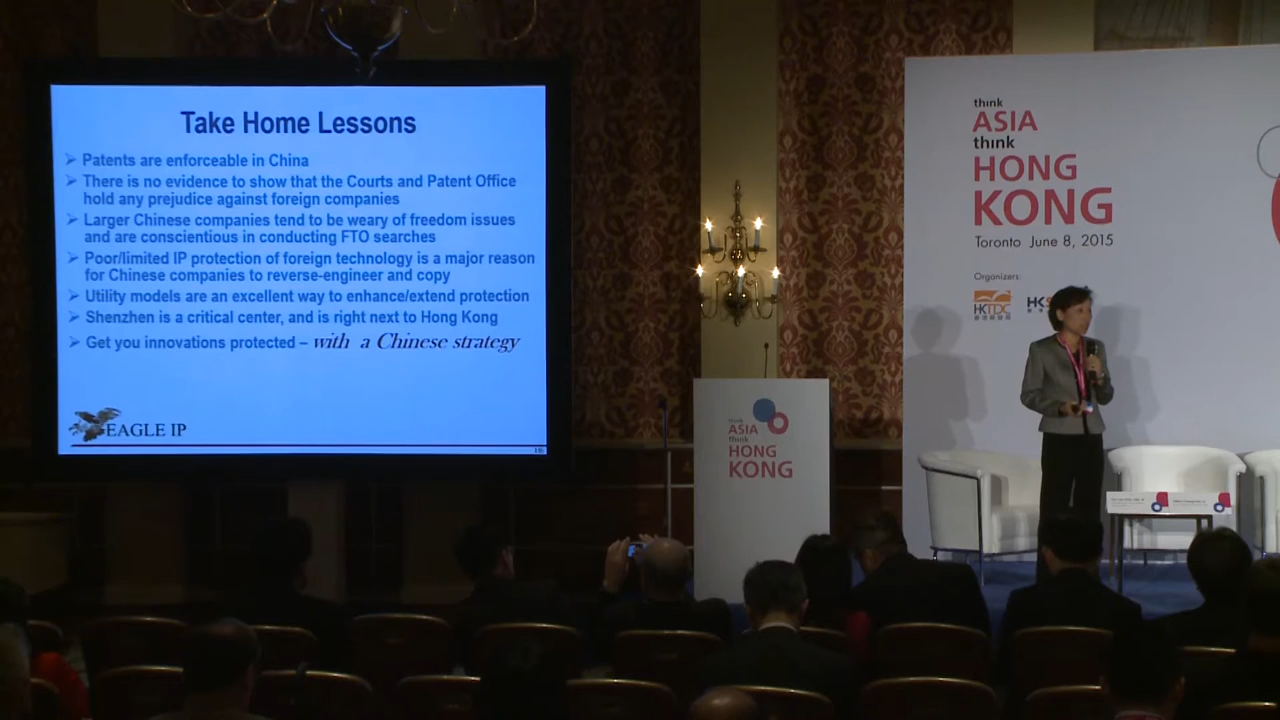 Take Home Lessons
➢ Patents are enforceable in China
➢ There is no evidence to show that the Courts and Patent Office
hold any prejudice against foreign companies
➢ Larger Chinese companies tend to be weary of freedom issues
and are conscientious in conducting FTO searches
➢ Poor/limited IP protection of foreign technology is a major reason
for Chinese companies to reverse-engineer and copy
➢ Utility models are an excellent way to enhance/extend protection
➢ Shenzhen is a critical center, and is right next to Hong Kong
➢ Get you innovations protected – with a Chinese strategy
EAGLE IP
think
ASIA
think
HONG
KONG
Toronto June 8, 2015
Organizers:
HKTDC
HK
think
ASIA
think
HONG
KONG